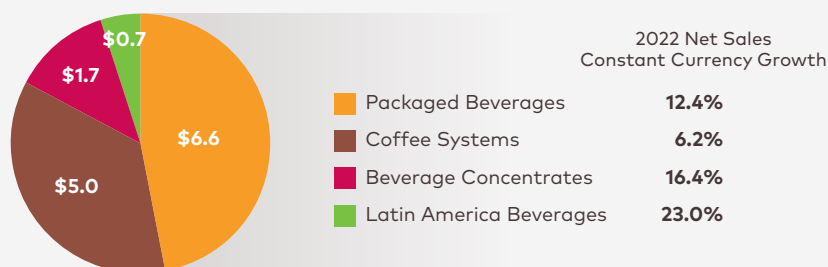 $0.7
$1.7
$6.6
$5.0
2022 Net Sales
Constant Currency Growth
Packaged Beverages 12.4%
Coffee Systems 6.2%
Beverage Concentrates 16.4%
Latin America Beverages 23.0%